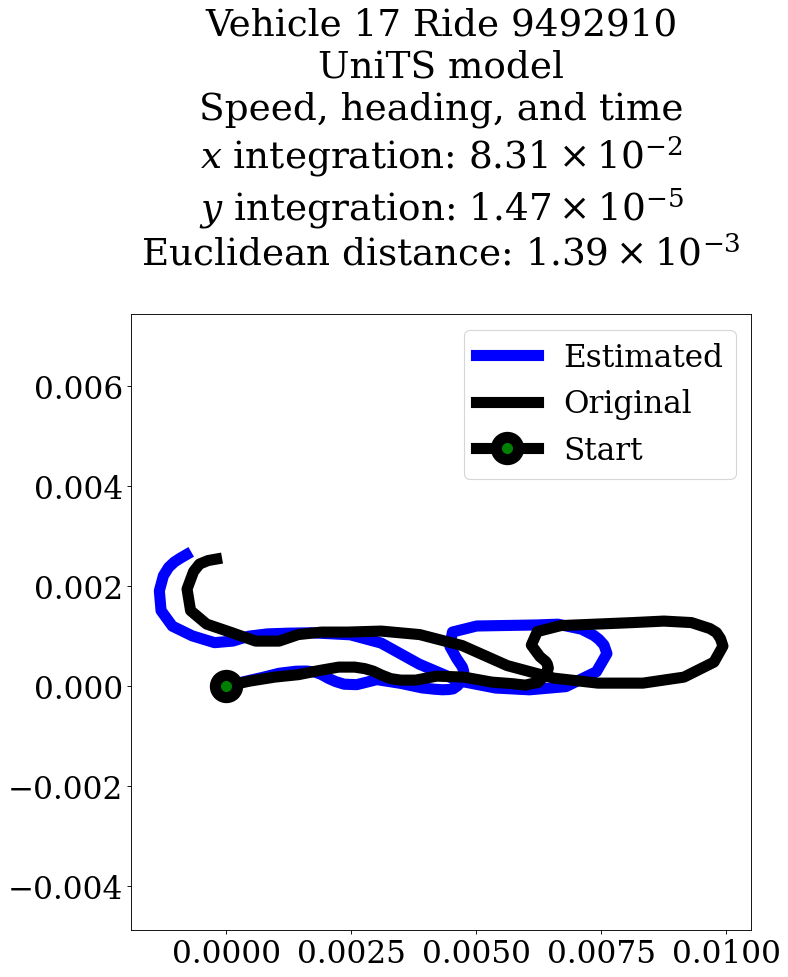 Vehicle 17 Ride 9492910
UniTS model
Speed, heading, and time
x integration: 8.31 × 10⁻²
y integration: 1.47 × 10⁻⁵
Euclidean distance: 1.39 × 10⁻³
Estimated
Original
Start
0.006
0.004
0.002
0.000
−0.002
−0.004
0.0000 0.0025 0.0050 0.0075 0.0100